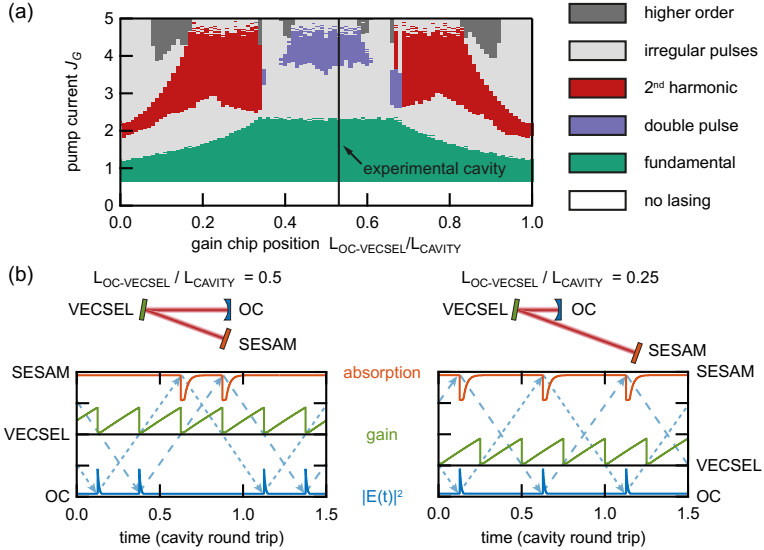 (a)
5
4
3
2
1
0
pump current J_G
experimental cavity
0.0 0.2 0.4 0.6 0.8 1.0
gain chip position L_OC-VECSEL/L_CAVITY
higher order
irregular pulses
2nd harmonic
double pulse
fundamental
no lasing
(b)
L_OC-VECSEL / L_CAVITY = 0.5
VECSEL
OC
SESAM
L_OC-VECSEL / L_CAVITY = 0.25
VECSEL
OC
SESAM
SESAM
VECSEL
OC
0.0 0.5 1.0 1.5
time (cavity round trip)
absorption
gain
|E(t)|²
SESAM
VECSEL
OC
0.0 0.5 1.0 1.5
time (cavity round trip)